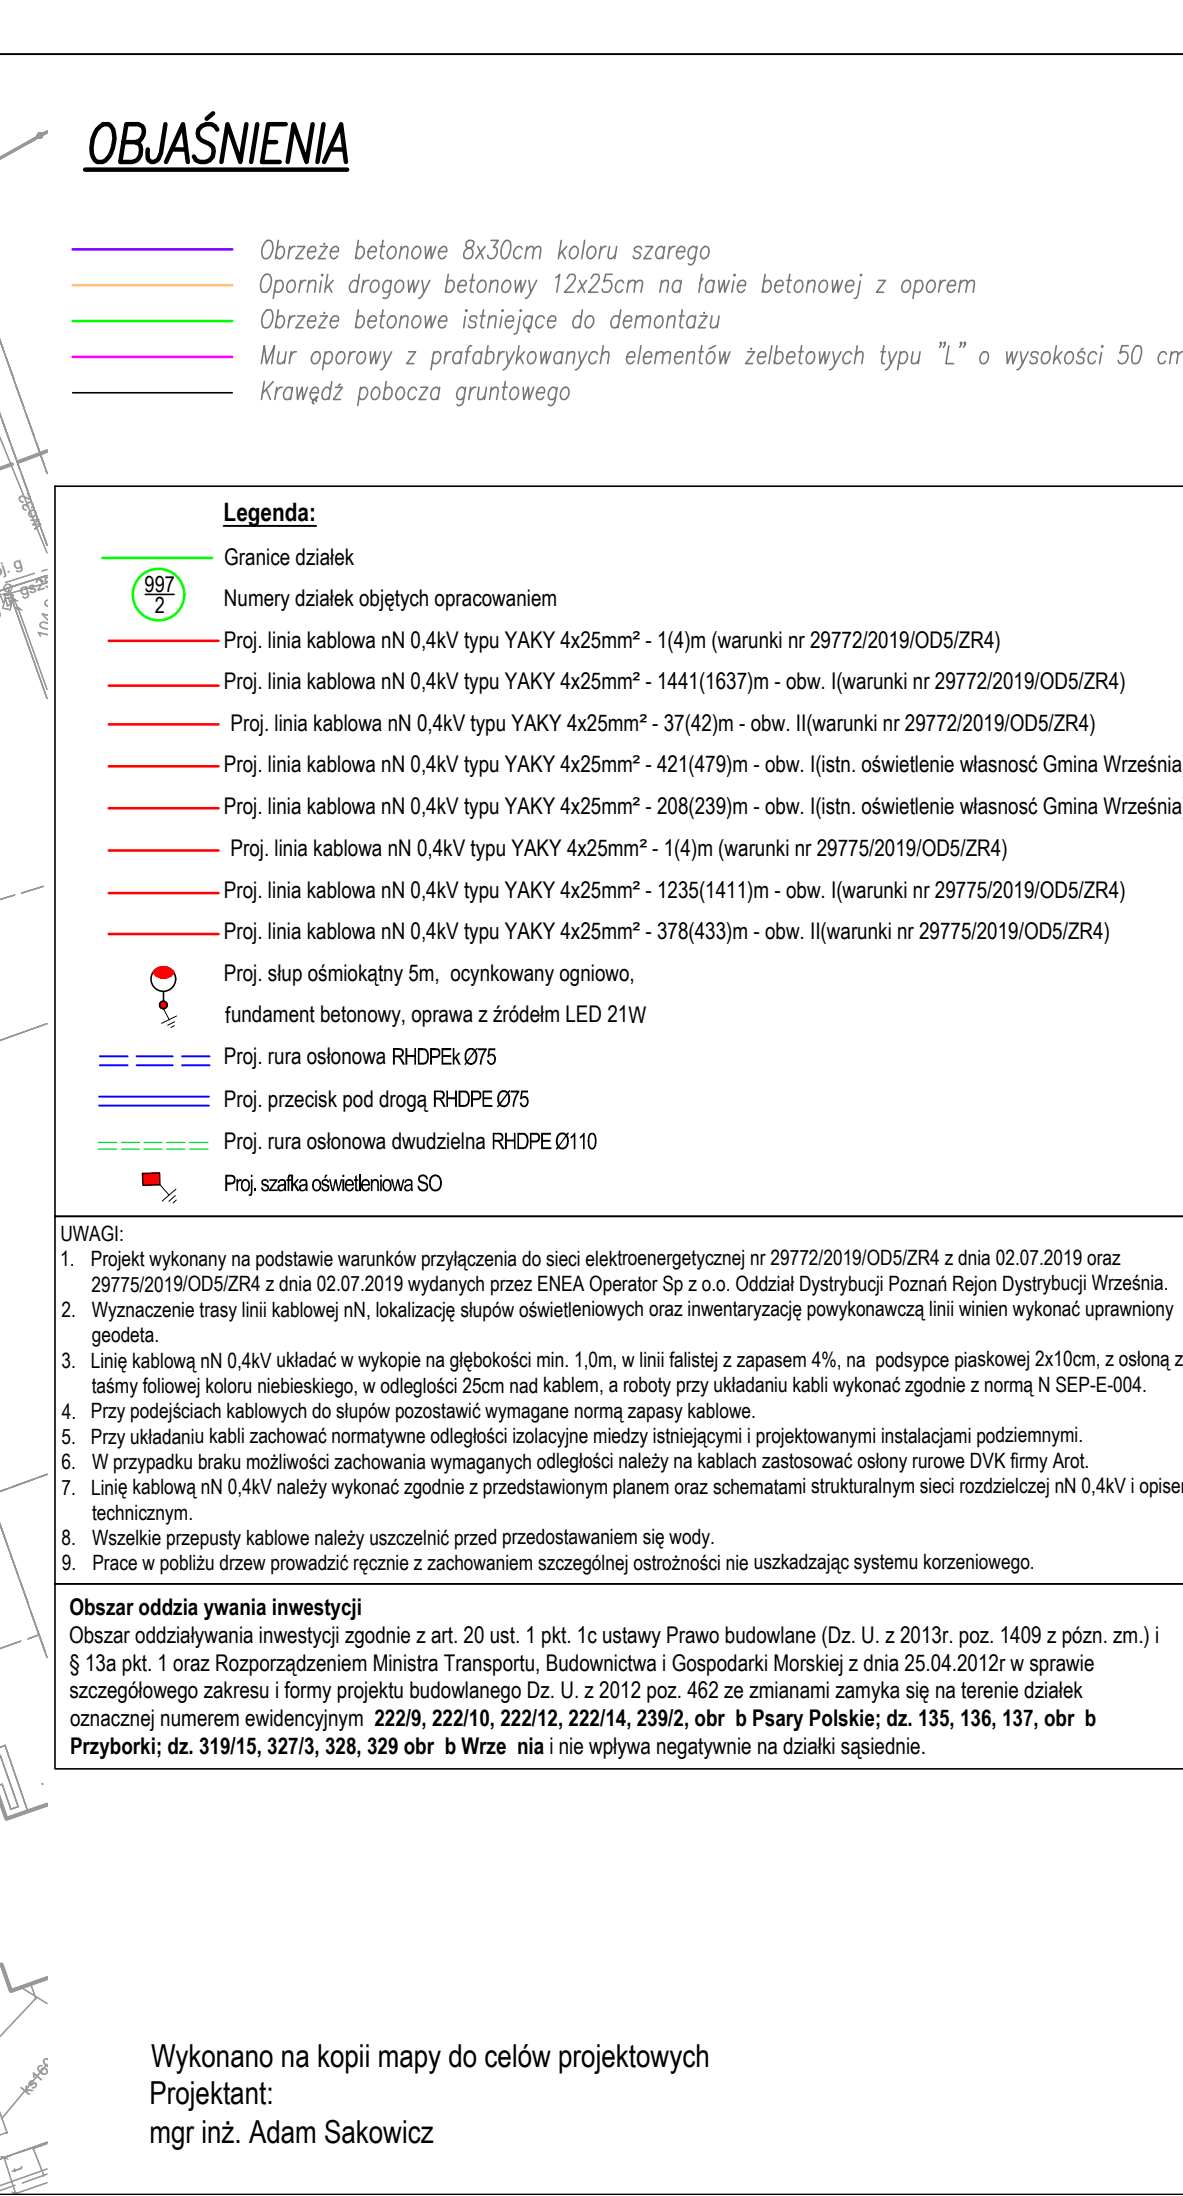 OBJAŚNIENIA
Obrzeże betonowe 8x30cm koloru szarego
Opornik drogowy betonowy 12x25cm na ławie betonowej z oporem
Obrzeże betonowe istniejące do demontażu
Mur oporowy z prafabrykowanych elementów żelbetowych typu "L" o wysokości 50 cm
Krawędź pobocza gruntowego
Legenda:
Granice działek
997
2
Numery działek objętych opracowaniem
Proj. linia kablowa nN 0,4kV typu YAKY 4x25mm² - 1(4)m (warunki nr 29772/2019/OD5/ZR4)
Proj. linia kablowa nN 0,4kV typu YAKY 4x25mm² - 1441(1637)m - obw. I(warunki nr 29772/2019/OD5/ZR4)
Proj. linia kablowa nN 0,4kV typu YAKY 4x25mm² - 37(42)m - obw. II(warunki nr 29772/2019/OD5/ZR4)
Proj. linia kablowa nN 0,4kV typu YAKY 4x25mm² - 421(479)m - obw. I(istn. oświetlenie własnosć Gmina Września)
Proj. linia kablowa nN 0,4kV typu YAKY 4x25mm² - 208(239)m - obw. I(istn. oświetlenie własnosć Gmina Września)
Proj. linia kablowa nN 0,4kV typu YAKY 4x25mm² - 1(4)m (warunki nr 29775/2019/OD5/ZR4)
Proj. linia kablowa nN 0,4kV typu YAKY 4x25mm² - 1235(1411)m - obw. I(warunki nr 29775/2019/OD5/ZR4)
Proj. linia kablowa nN 0,4kV typu YAKY 4x25mm² - 378(433)m - obw. II(warunki nr 29775/2019/OD5/ZR4)
Proj. słup ośmiokątny 5m, ocynkowany ogniowo,
fundament betonowy, oprawa z źródełm LED 21W
Proj. rura osłonowa RHDPEk Ø75
Proj. przecisk pod drogą RHDPE Ø75
Proj. rura osłonowa dwudzielna RHDPE Ø110
Proj. szafka oświetleniowa SO
UWAGI:
1. Projekt wykonany na podstawie warunków przyłączenia do sieci elektroenergetycznej nr 29772/2019/OD5/ZR4 z dnia 02.07.2019 oraz
29775/2019/OD5/ZR4 z dnia 02.07.2019 wydanych przez ENEA Operator Sp z o.o. Oddział Dystrybucji Poznań Rejon Dystrybucji Września.
2. Wyznaczenie trasy linii kablowej nN, lokalizację słupów oświetleniowych oraz inwentaryzację powykonawczą linii winien wykonać uprawniony
geodeta.
3. Linię kablową nN 0,4kV układać w wykopie na głębokości min. 1,0m, w linii falistej z zapasem 4%, na podsypce piaskowej 2x10cm, z osłoną z
taśmy foliowej koloru niebieskiego, w odleglości 25cm nad kablem, a roboty przy układaniu kabli wykonać zgodnie z normą N SEP-E-004.
4. Przy podejściach kablowych do słupów pozostawić wymagane normą zapasy kablowe.
5. Przy układaniu kabli zachować normatywne odległości izolacyjne miedzy istniejącymi i projektowanymi instalacjami podziemnymi.
6. W przypadku braku możliwości zachowania wymaganych odległości należy na kablach zastosować osłony rurowe DVK firmy Arot.
7. Linię kablową nN 0,4kV należy wykonać zgodnie z przedstawionym planem oraz schematami strukturalnym sieci rozdzielczej nN 0,4kV i opisem
technicznym.
8. Wszelkie przepusty kablowe należy uszczelnić przed przedostawaniem się wody.
9. Prace w pobliżu drzew prowadzić ręcznie z zachowaniem szczególnej ostrożności nie uszkadzając systemu korzeniowego.
Obszar oddzia ywania inwestycji
Obszar oddziaływania inwestycji zgodnie z art. 20 ust. 1 pkt. 1c ustawy Prawo budowlane (Dz. U. z 2013r. poz. 1409 z pózn. zm.) i
§ 13a pkt. 1 oraz Rozporządzeniem Ministra Transportu, Budownictwa i Gospodarki Morskiej z dnia 25.04.2012r w sprawie
szczegółowego zakresu i formy projektu budowlanego Dz. U. z 2012 poz. 462 ze zmianami zamyka się na terenie działek
oznacznej numerem ewidencyjnym 222/9, 222/10, 222/12, 222/14, 239/2, obr b Psary Polskie; dz. 135, 136, 137, obr b
Przyborki; dz. 319/15, 327/3, 328, 329 obr b Wrze nia i nie wpływa negatywnie na działki sąsiednie.
Wykonano na kopii mapy do celów projektowych
Projektant:
mgr inż. Adam Sakowicz